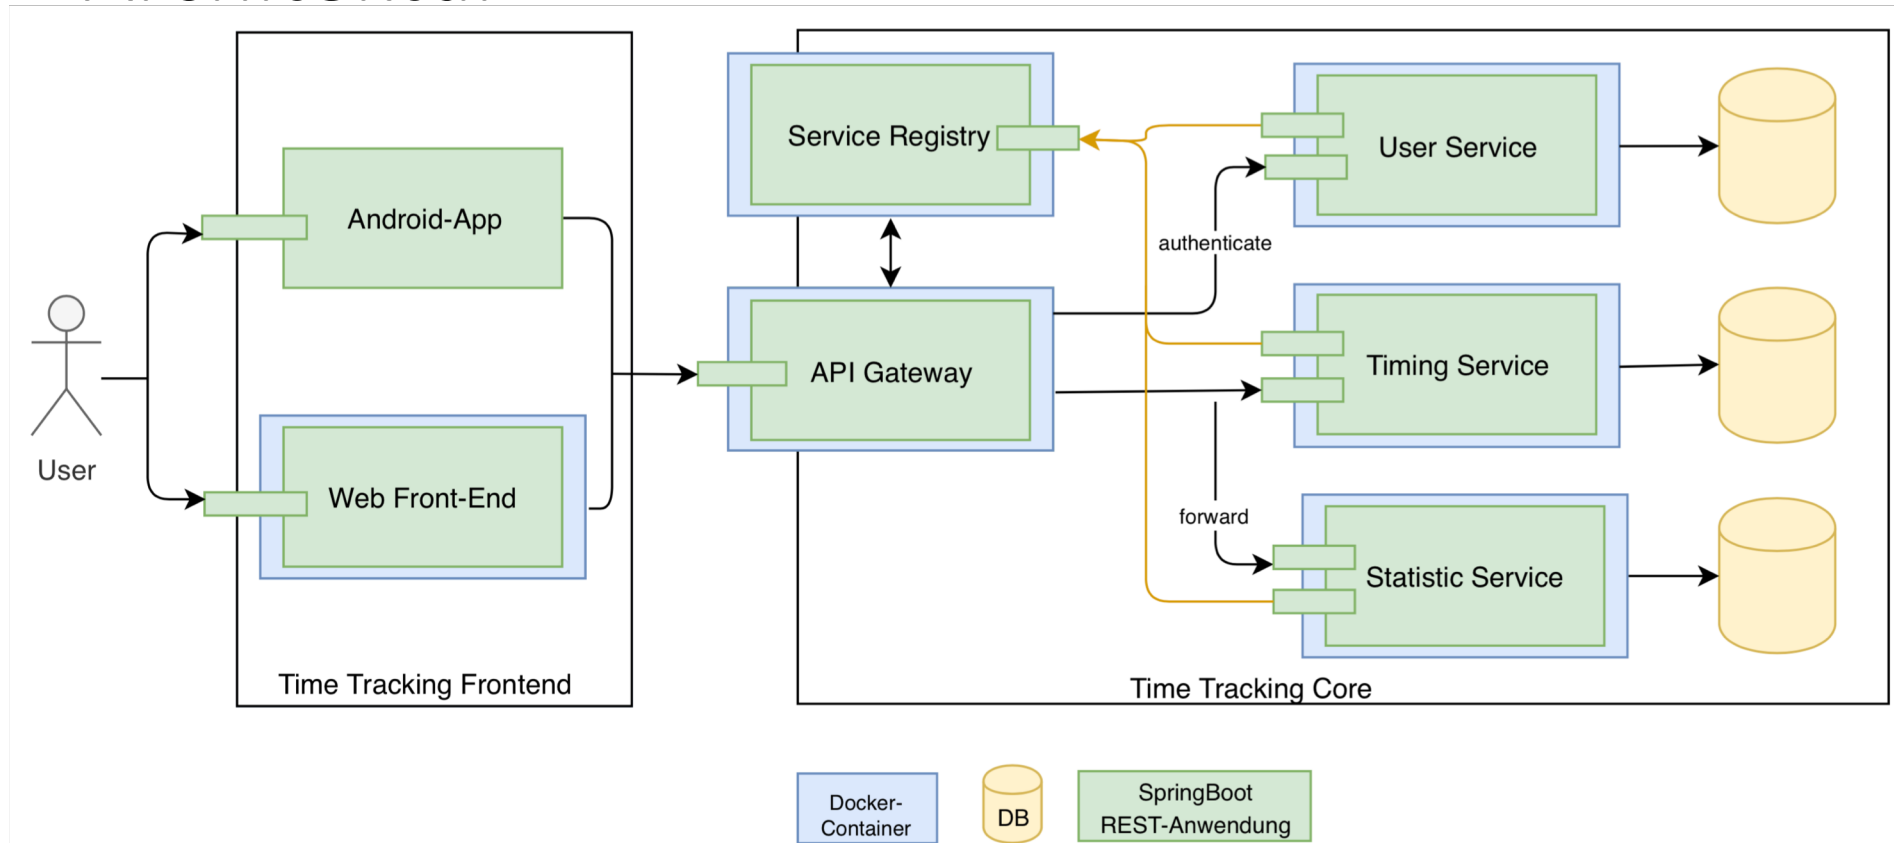 Service Registry
User Service
Android-App
authenticate
API Gateway
Timing Service
User
Web Front-End
forward
Statistic Service
Time Tracking Frontend
Time Tracking Core
Docker-
Container
DB
SpringBoot
REST-Anwendung